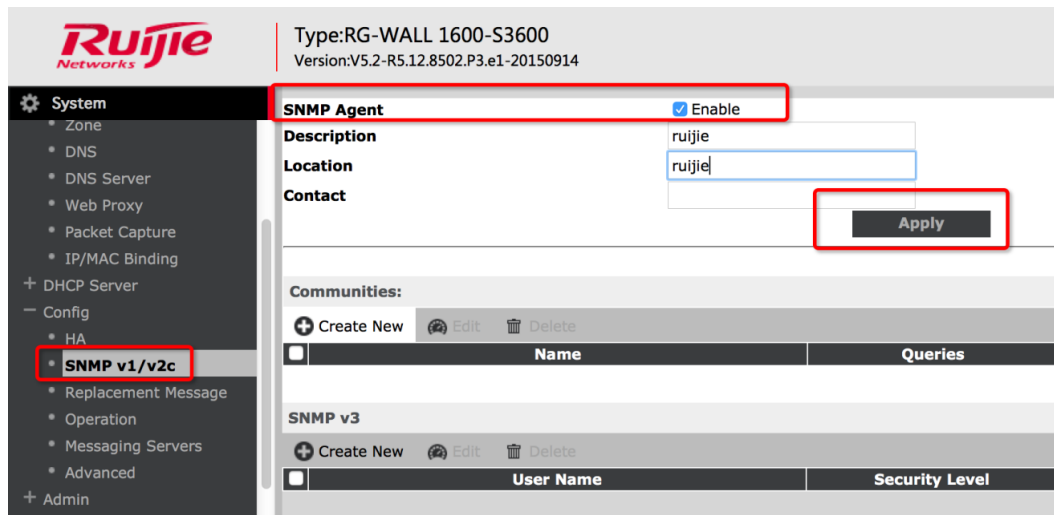 Ruijie
Networks
Type:RG-WALL 1600-S3600
Version:V5.2-R5.12.8502.P3.e1-20150914
System
Zone
DNS
DNS Server
Web Proxy
Packet Capture
IP/MAC Binding
DHCP Server
Config
HA
SNMP v1/v2c
Replacement Message
Operation
Messaging Servers
Advanced
Admin
SNMP Agent Enable
Description ruijie
Location ruijie
Contact
Apply
Communities:
Create New Edit Delete
Name Queries
SNMP v3
Create New Edit Delete
User Name Security Level